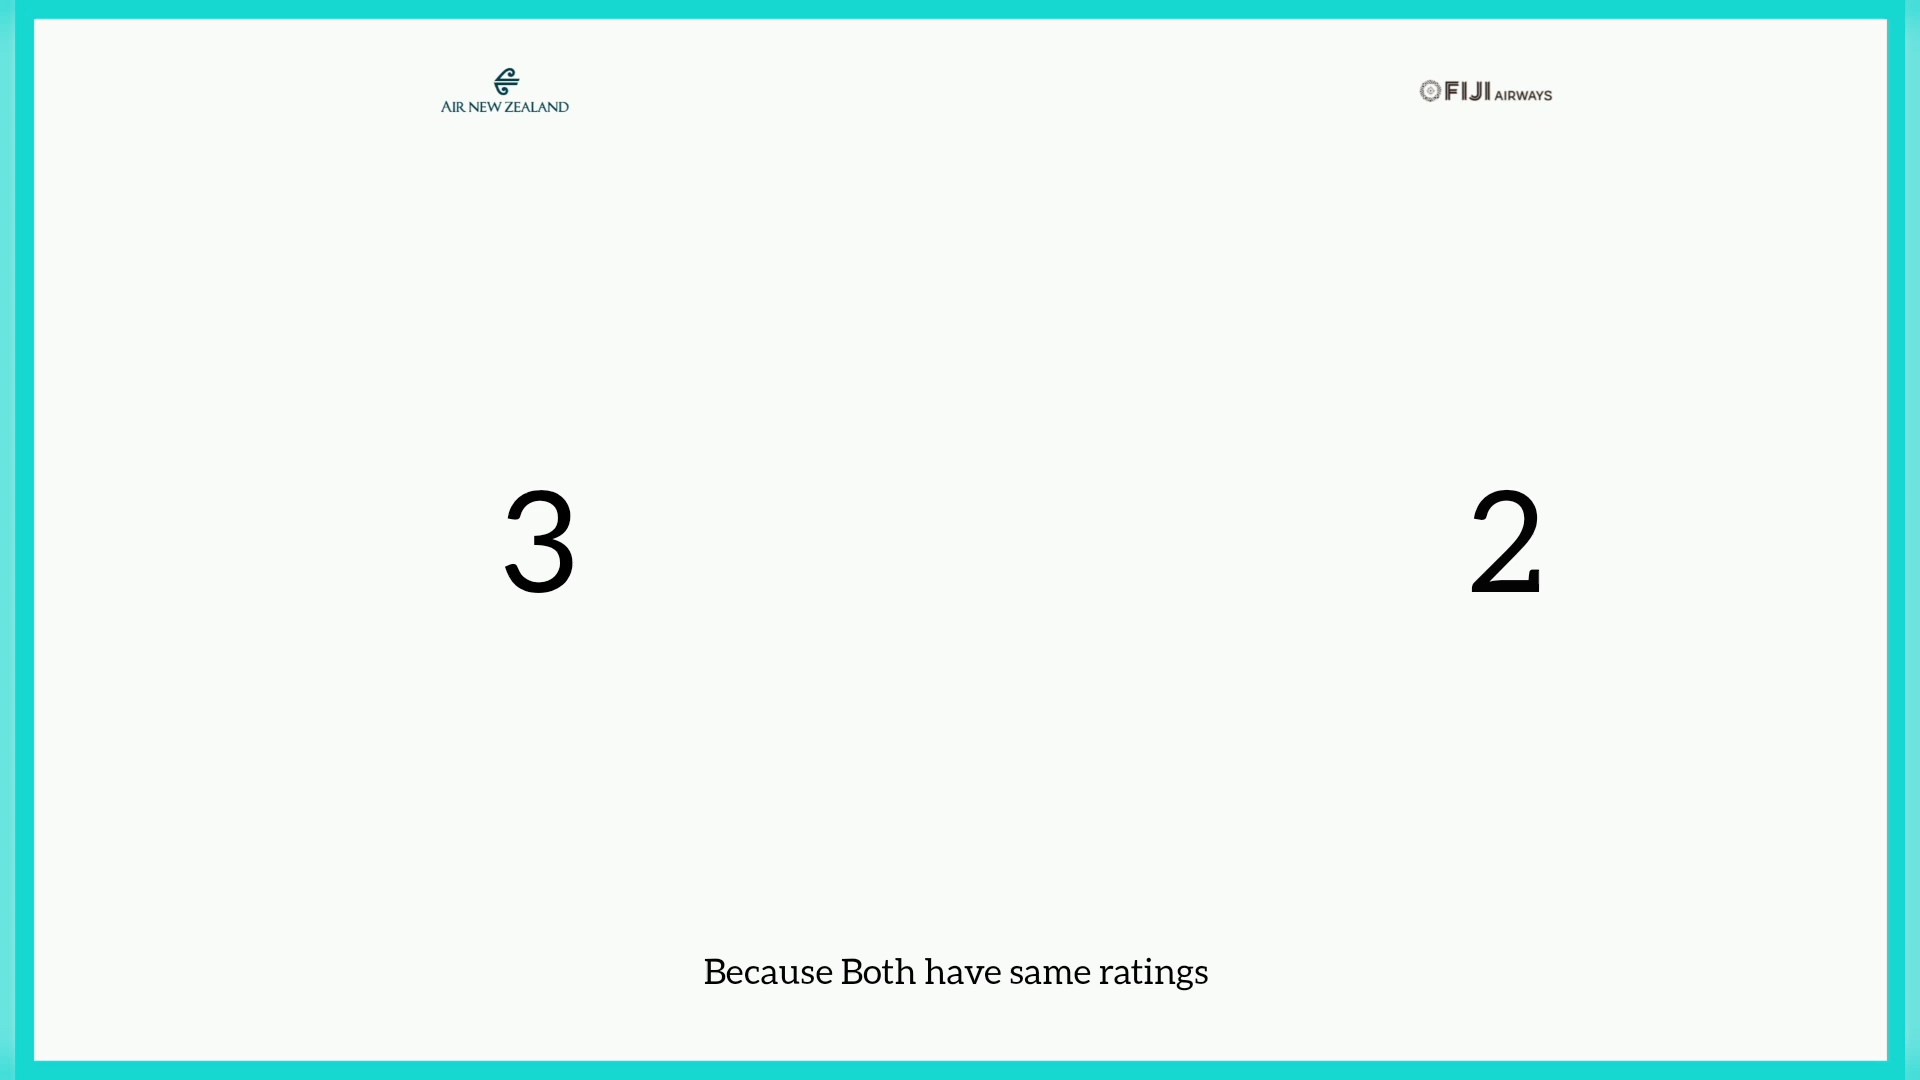 AIR NEW ZEALAND
FIJI AIRWAYS
3
2
Because Both have same ratings